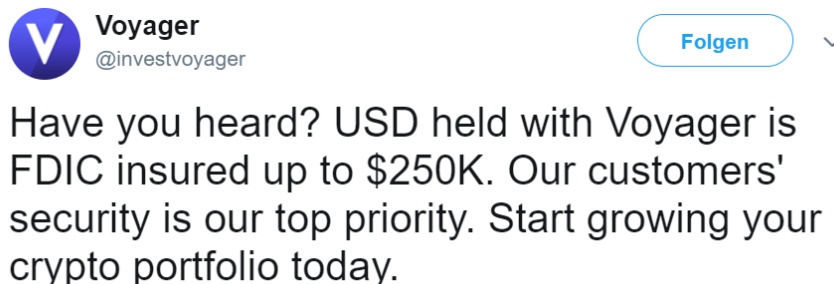 Voyager
@investvoyager
Folgen
Have you heard? USD held with Voyager is
FDIC insured up to $250K. Our customers'
security is our top priority. Start growing your
crypto portfolio today.